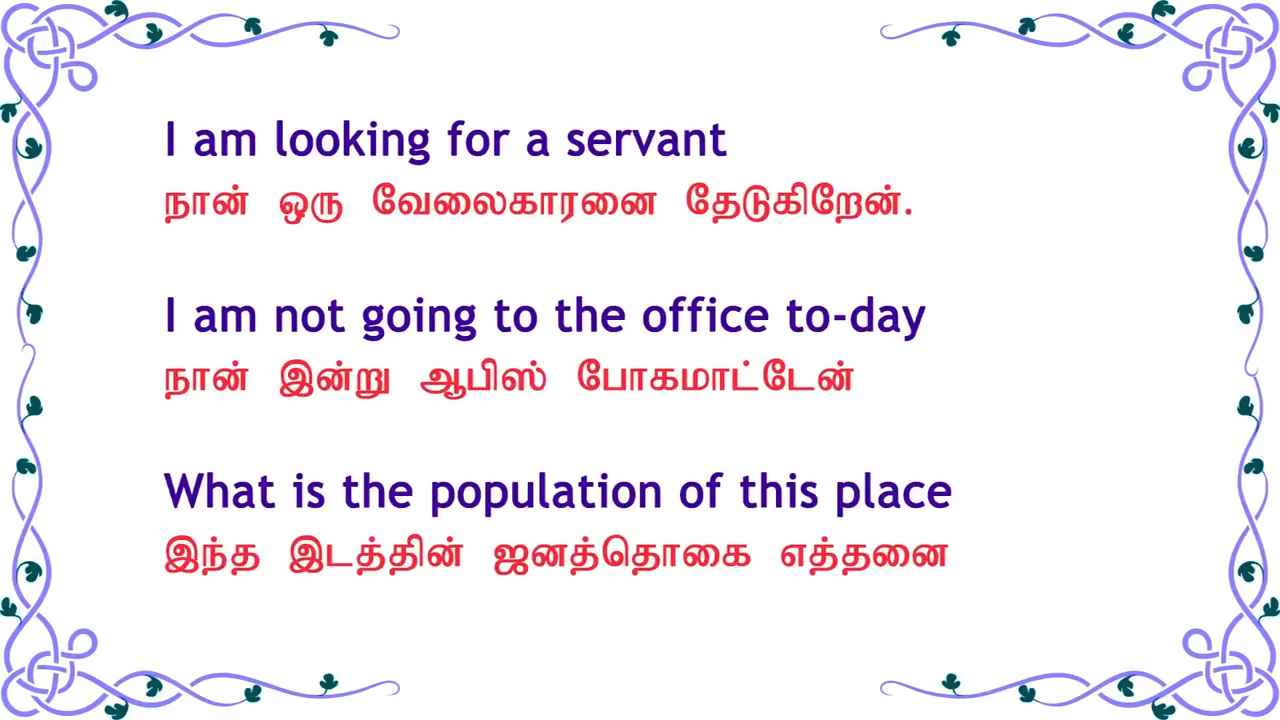 I am looking for a servant
நான் ஒரு வேலைகாரனை தேடுகிறேன்.
I am not going to the office to-day
நான் இன்று ஆபிஸ் போகமாட்டேன்
What is the population of this place
இந்த இடத்தின் ஜனத்தொகை எத்தனை